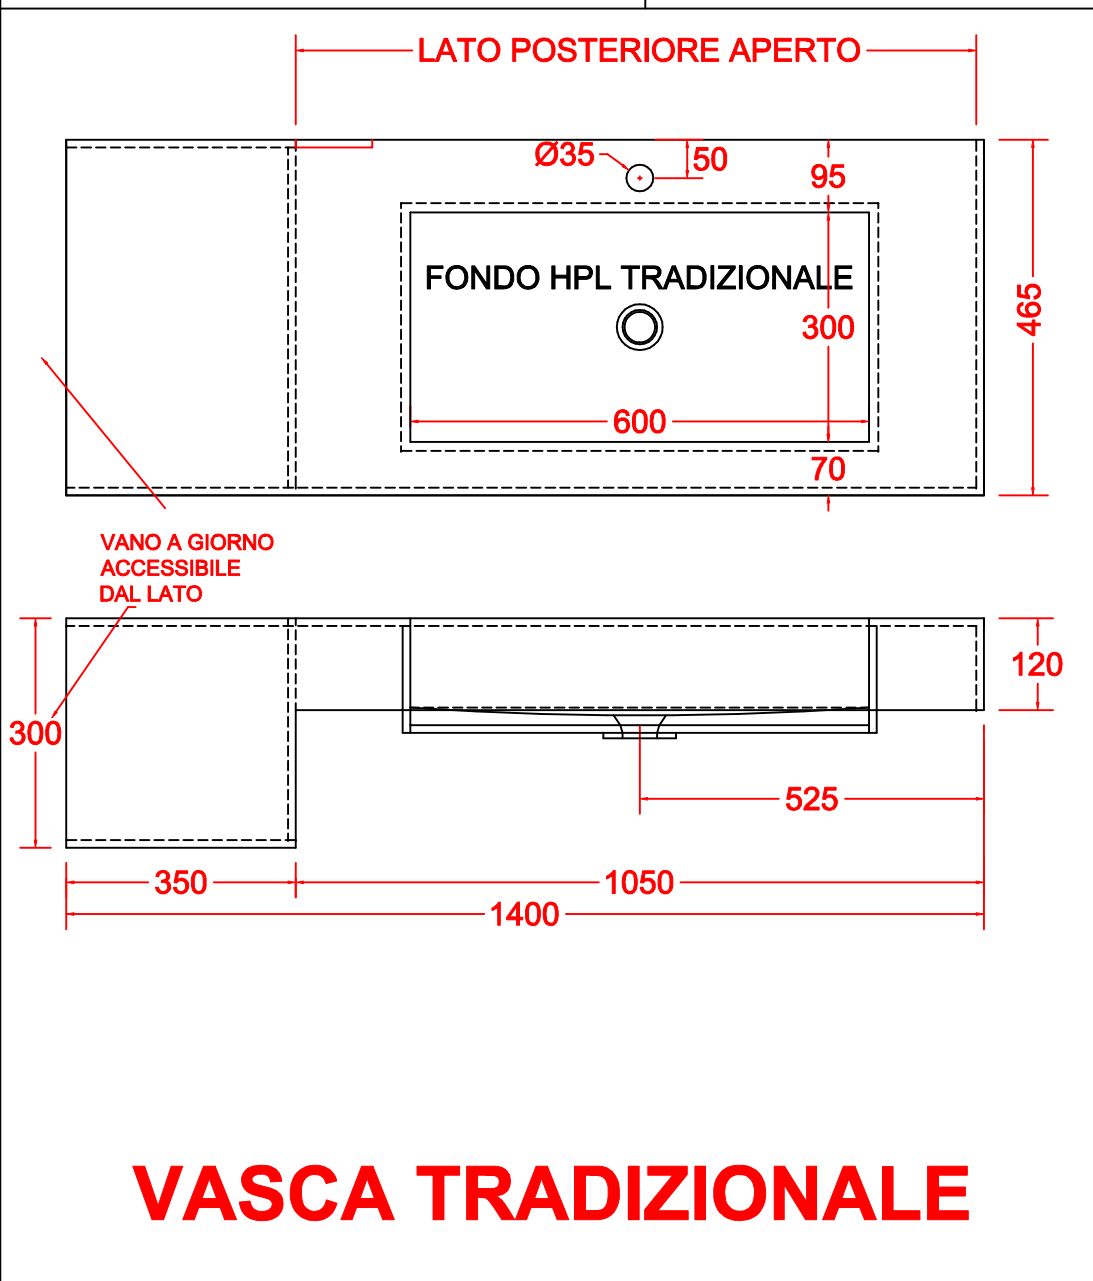 LATO POSTERIORE APERTO
Ø35
50
95
FONDO HPL TRADIZIONALE
300
465
600
70
VANO A GIORNO
ACCESSIBILE
DAL LATO
120
300
525
350
1050
1400
VASCA TRADIZIONALE